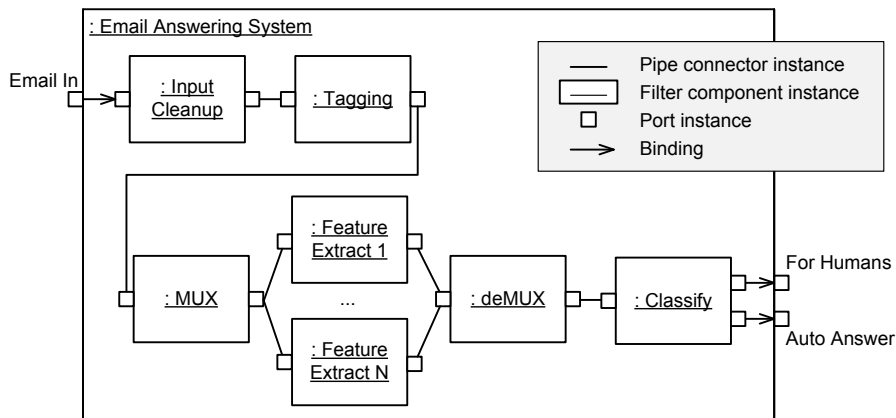 : Email Answering System
Email In
: Input
Cleanup
: Tagging
Pipe connector instance
Filter component instance
Port instance
Binding
: MUX
: Feature
Extract 1
...
: Feature
Extract N
: deMUX
: Classify
For Humans
Auto Answer